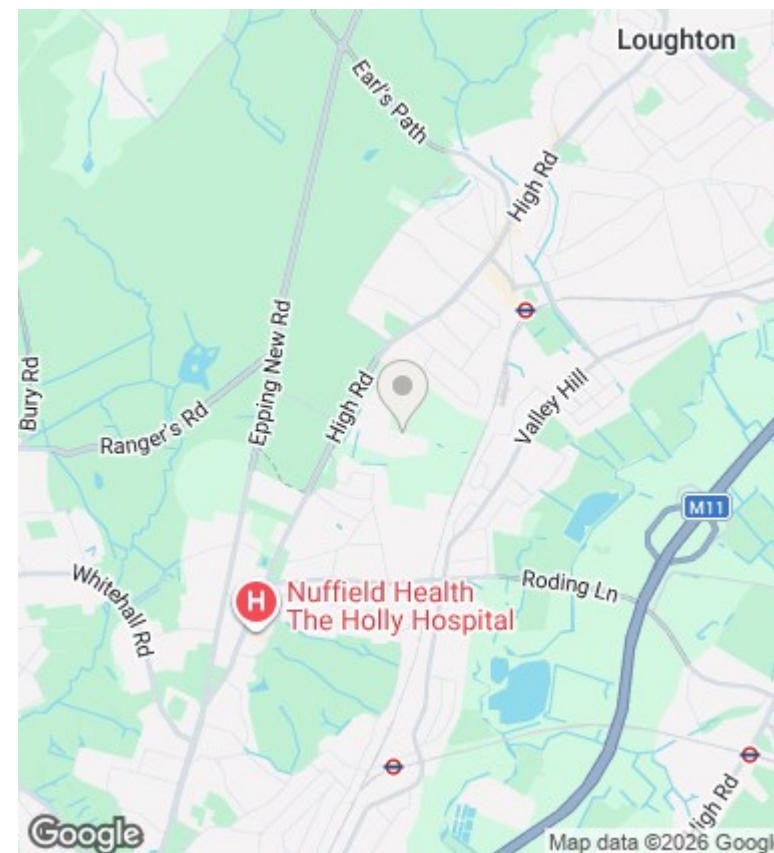 Loughton
Earl's Path
High Rd
Epping New Rd
Bury Rd
High Rd
Ranger's Rd
Valley Hill
M11
Whitehall Rd
H
Nuffield Health
The Holly Hospital
Roding Ln
High Rd
Google
Map data ©2026 Googl